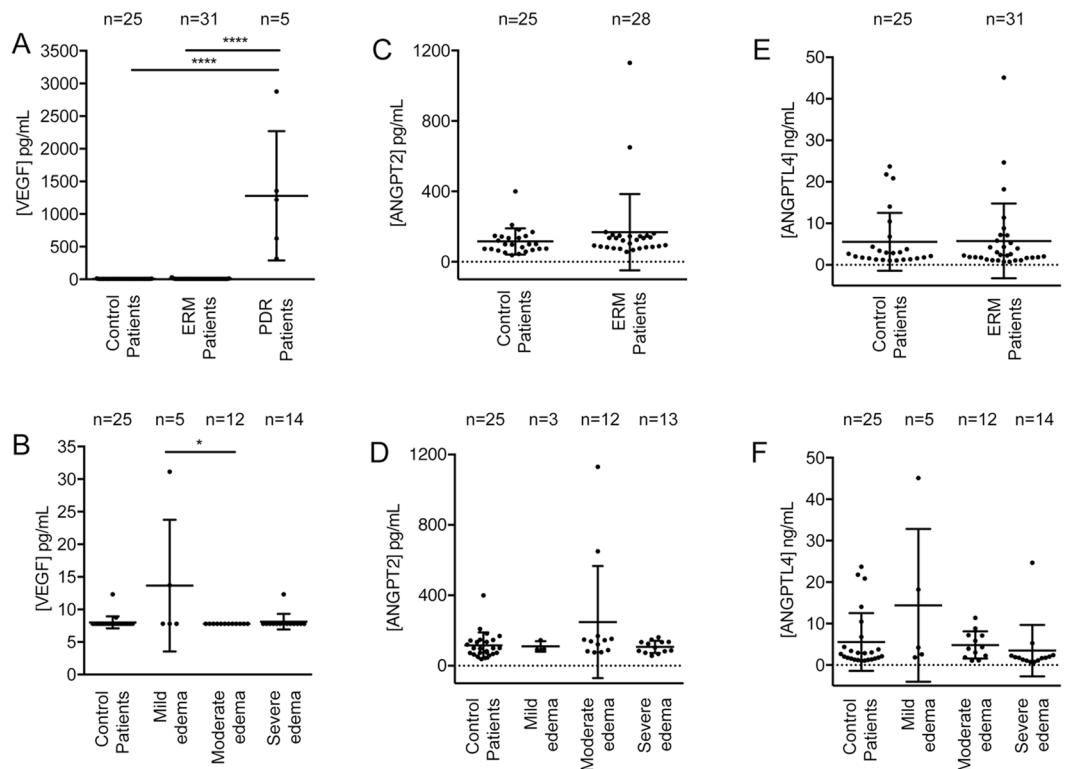 n=25 n=31 n=5
A
****
****
3500
3000
2500
2000
1500
1000
500
0
[VEGF] pg/mL
Control
Patients
ERM
Patients
PDR
Patients
n=25 n=28
C
1200
800
400
0
[ANGPT2] pg/mL
Control
Patients
ERM
Patients
n=25 n=31
E
50
40
30
20
10
0
[ANGPTL4] ng/mL
Control
Patients
ERM
Patients
n=25 n=5 n=12 n=14
B
*
35
30
25
20
15
10
5
0
[VEGF] pg/mL
Control
Patients
Mild
edema
Moderate
edema
Severe
edema
n=25 n=3 n=12 n=13
D
1200
800
400
0
[ANGPT2] pg/mL
Control
Patients
Mild
edema
Moderate
edema
Severe
edema
n=25 n=5 n=12 n=14
F
50
40
30
20
10
0
[ANGPTL4] ng/mL
Control
Patients
Mild
edema
Moderate
edema
Severe
edema